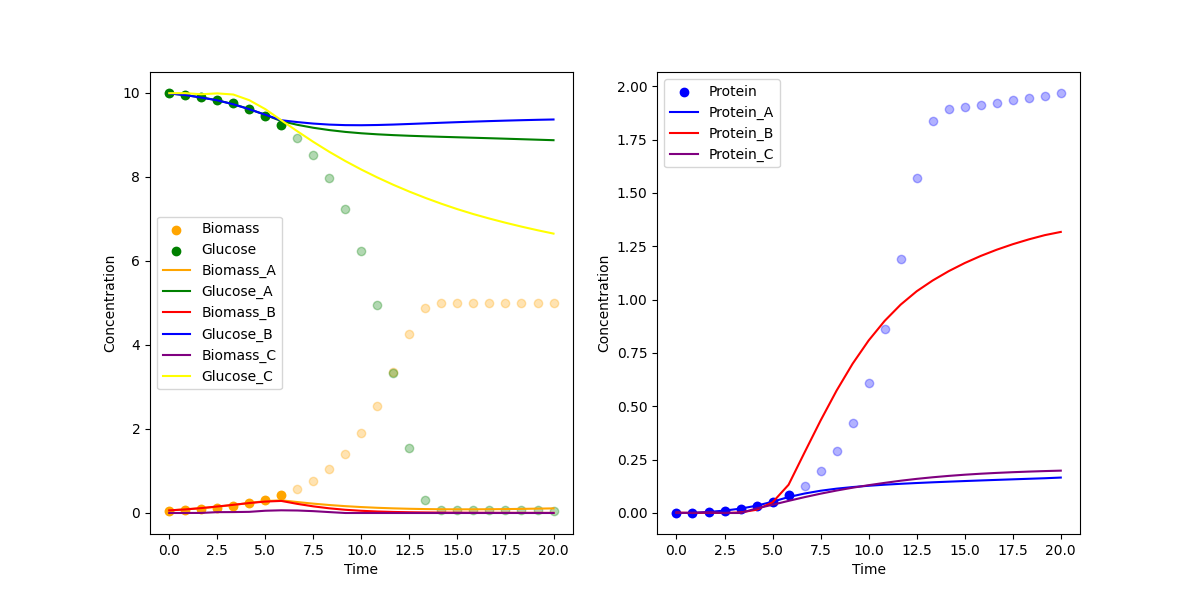 10
8
6
4
2
0
Concentration
Biomass
Glucose
Biomass_A
Glucose_A
Biomass_B
Glucose_B
Biomass_C
Glucose_C
0.0 2.5 5.0 7.5 10.0 12.5 15.0 17.5 20.0
Time
2.00
1.75
1.50
1.25
1.00
0.75
0.50
0.25
0.00
Concentration
Protein
Protein_A
Protein_B
Protein_C
0.0 2.5 5.0 7.5 10.0 12.5 15.0 17.5 20.0
Time